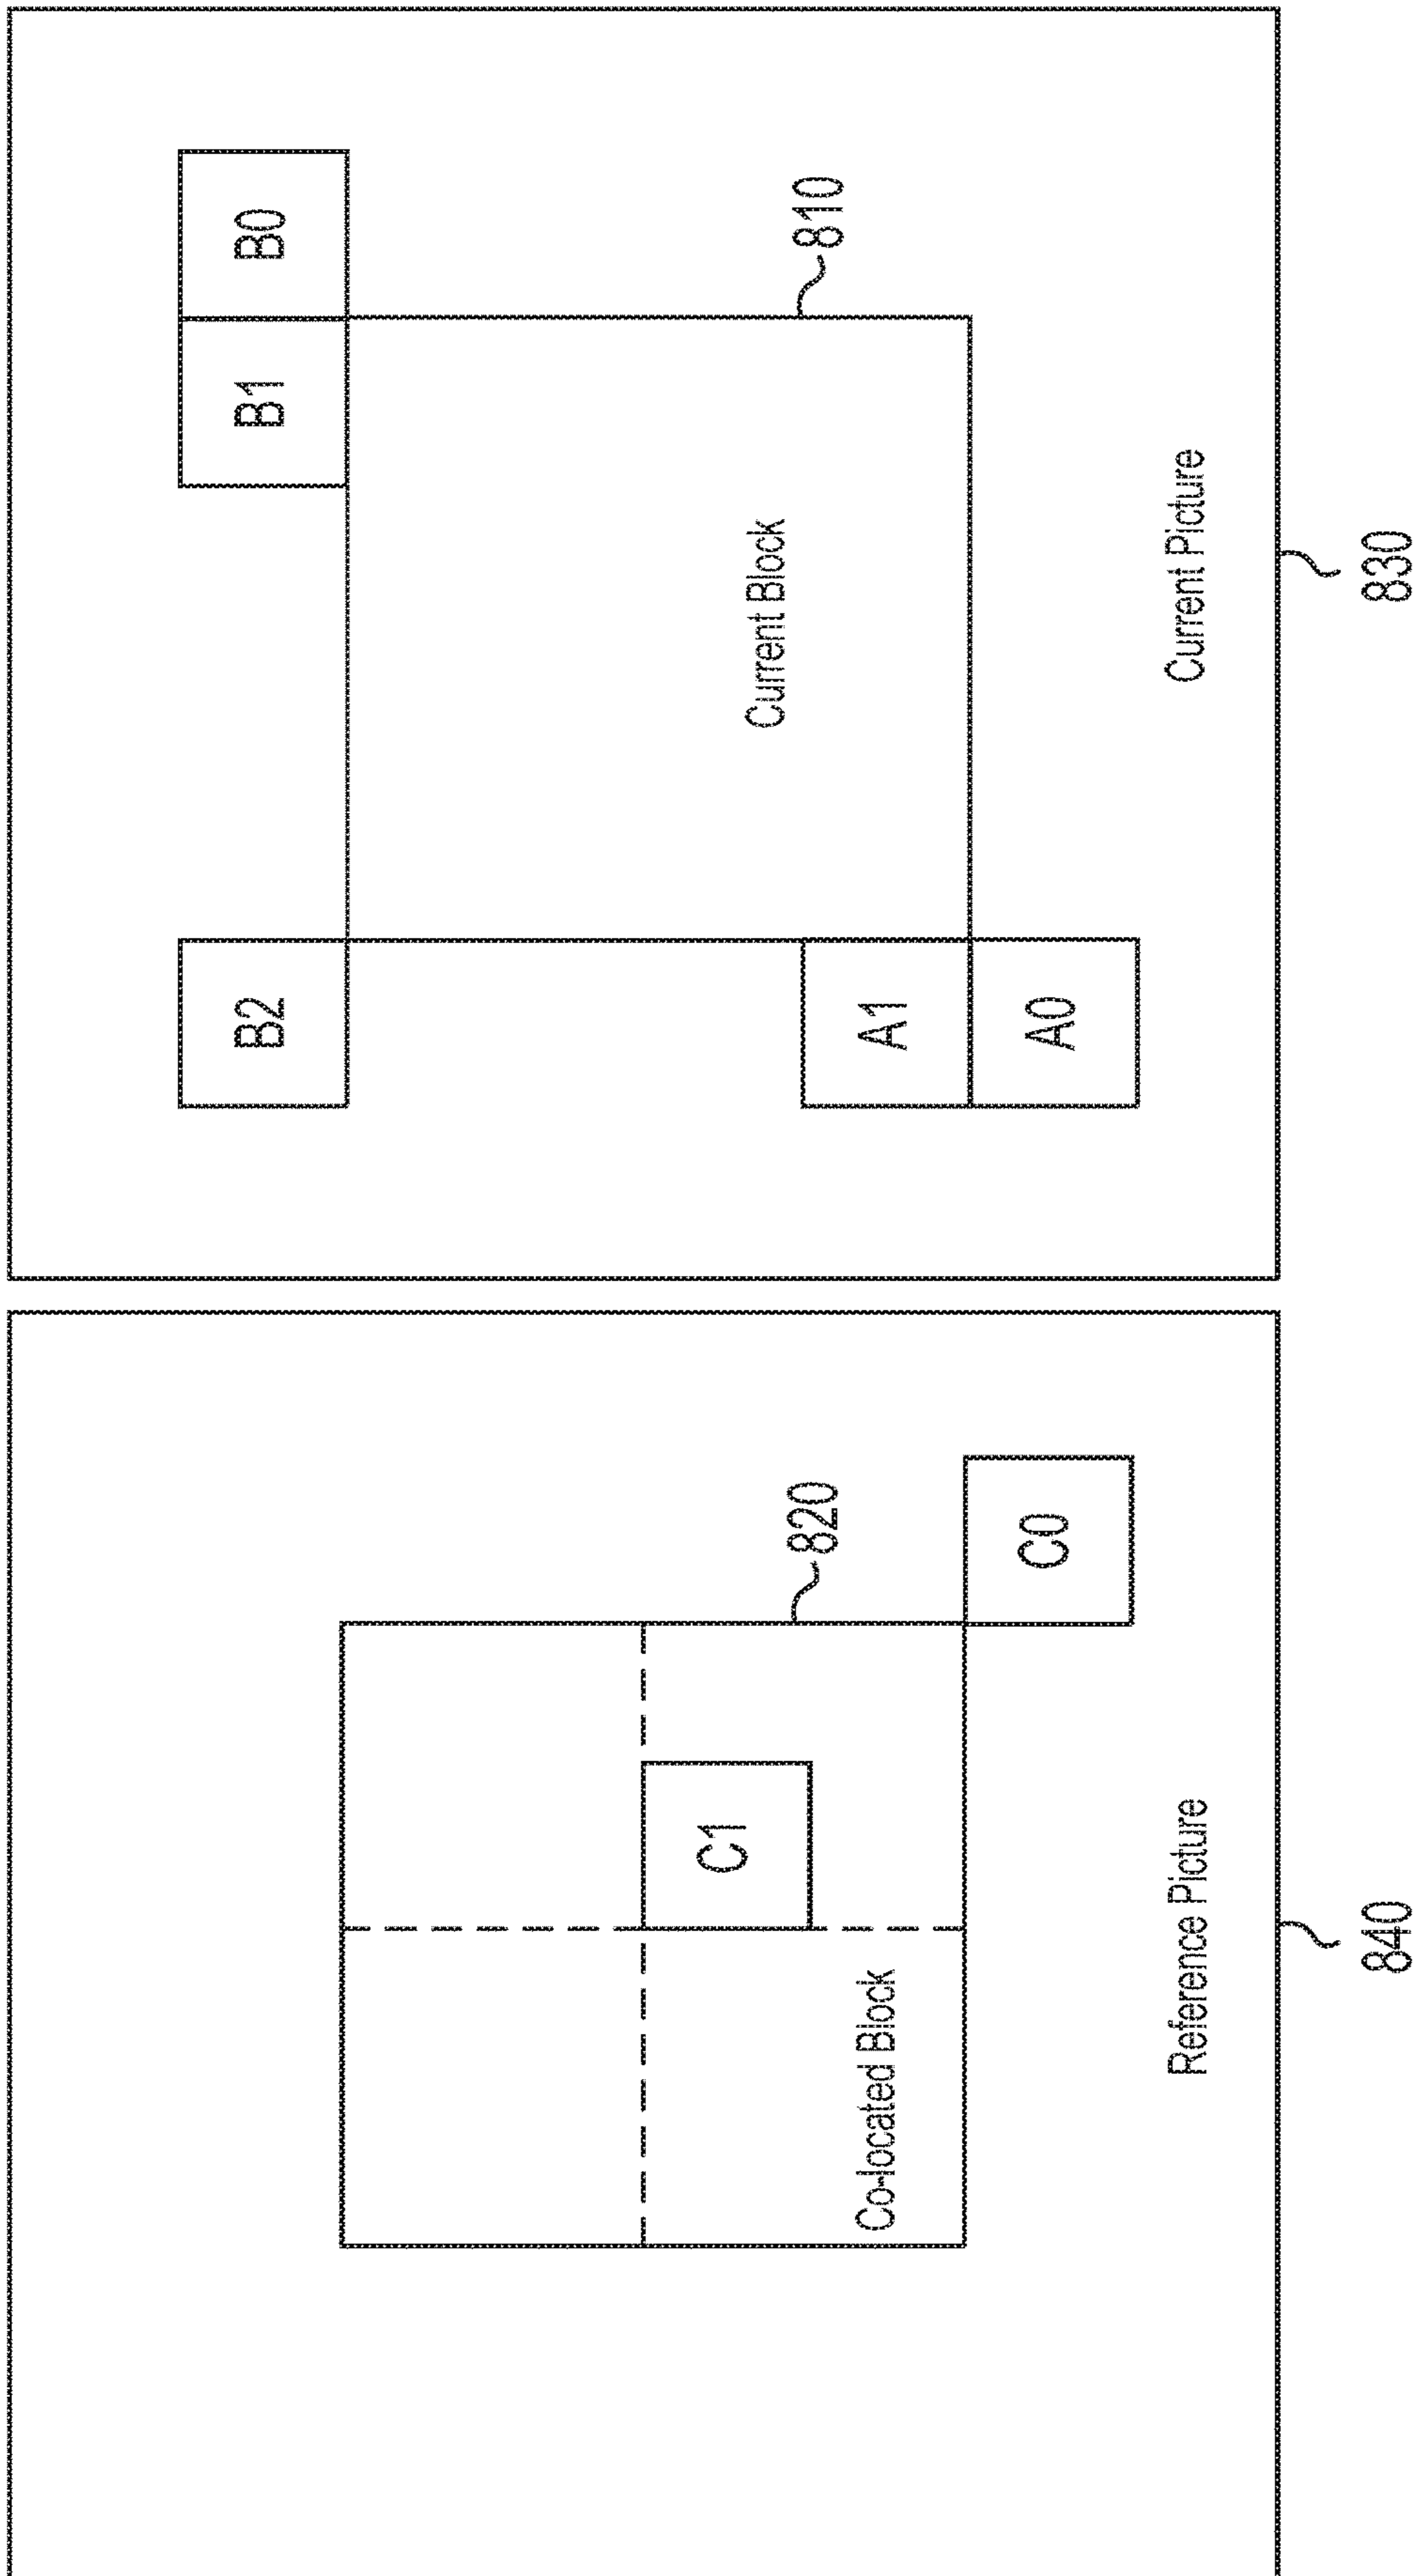 C1
820
Co-located Block
C0
Reference Picture
840
B2
B1
B0
Current Block
810
A1
A0
Current Picture
830